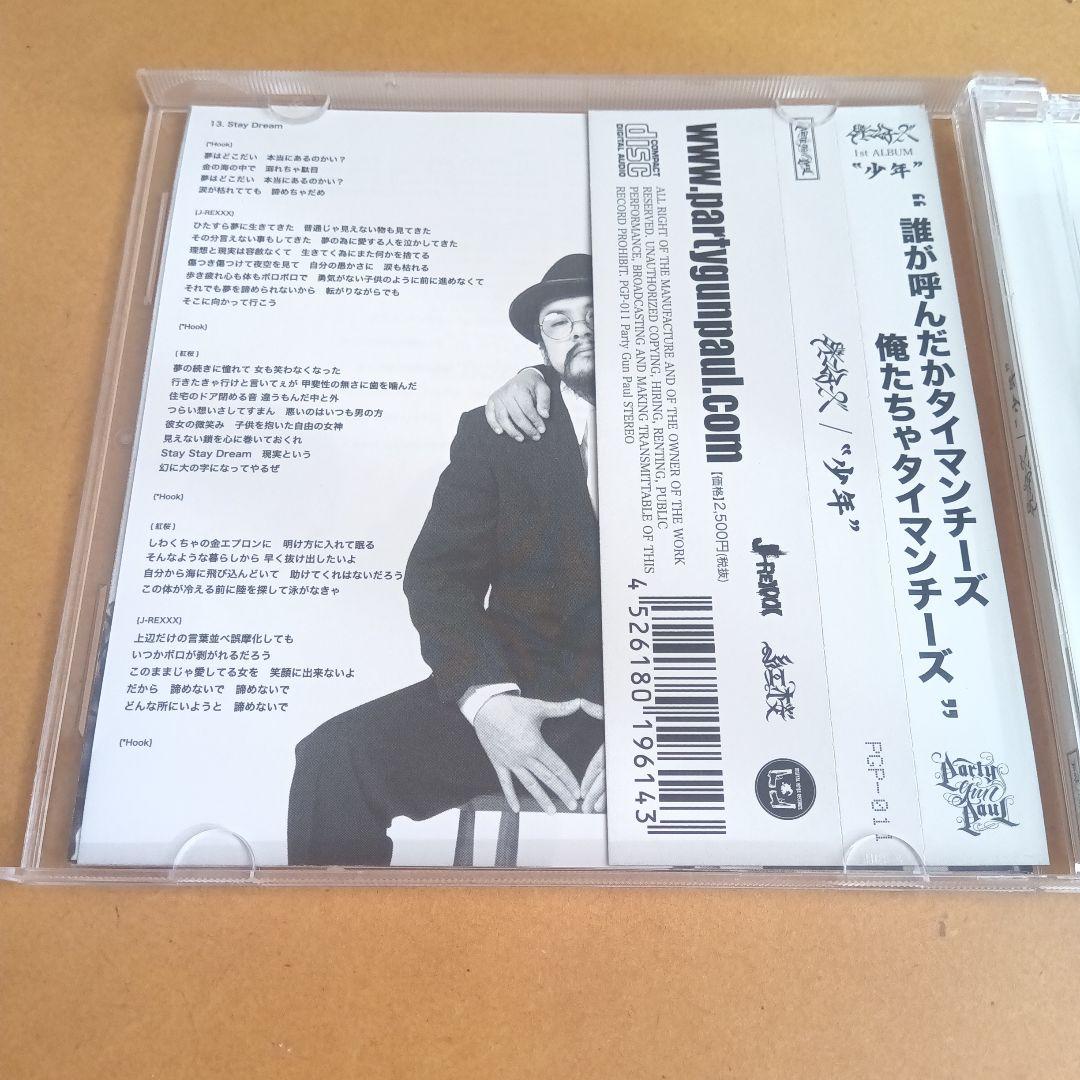 13. Stay Dream
{*Hook}
夢はどこだい　本当にあるのかい？
金の海の中で　溺れちゃ駄目
夢はどこだい　本当にあるのかい？
涙が枯れてても　諦めちゃだめ
{J-REXXX}
ひたすら夢に生きてきた　普通じゃ見えない物も見てきた
その分言えない事もしてきた　夢の為に愛する人を泣かしてきた
理想と現実は容赦なくて　生きてく為にまた何かを捨てる
傷つき傷つけて夜空を見て　自分の愚かさに　涙も枯れる
歩き疲れ心も体もボロボロで　勇気がない子供のように前に進めなくて
それでも夢を諦められないから　転がりながらでも
そこに向かって行こう
{*Hook}
{ 紅桜 }
夢の続きに憧れて 女も笑わなくなった
行きたきゃ行けと言いてぇが 甲斐性の無さに歯を噛んだ
住宅のドア閉める音 違うもんだ中と外
つらい想いさしてすまん　悪いのはいつも男の方
彼女の微笑み　子供を抱いた自由の女神
見えない鎖を心に巻いておくれ
Stay Stay Dream　現実という
幻に大の字になってやるぜ
{*Hook}
{ 紅桜 }
しわくちゃの金エプロンに　明け方に入れて眠る
そんなような暮らしから 早く抜け出したいよ
自分から海に飛び込んどいて　助けてくれはないだろう
この体が冷える前に陸を探して泳がなきゃ
{J-REXXX}
上辺だけの言葉並べ誤摩化しても
いつかボロが剥がれるだろう
このままじゃ愛してる女を　笑顔に出来ないよ
だから　諦めないで　諦めないで
どんな所にいようと　諦めないで
{*Hook}
COMPACT
disc
DIGITAL AUDIO
www.partygunpaul.com
【価格】2,500円(税抜)
ALL RIGHT OF THE MANUFACTURE AND OF THE OWNER OF THE WORK
RESERVED. UNAUTHORIZED COPYING, HIRING, RENTING, PUBLIC
PERFORMANCE, BROADCASTING AND MAKING TRANSMITTABLE OF THIS
RECORD PROHIBIT. PGP-011 Party Gun Paul STEREO
4 526180 196143
J-REXXX
紅桜
/ “少年”
1st ALBUM
“少年”
“誰が呼んだかタイマンチーズ
俺たちゃタイマンチーズ”
PGP-011
Party
Gun
Paul